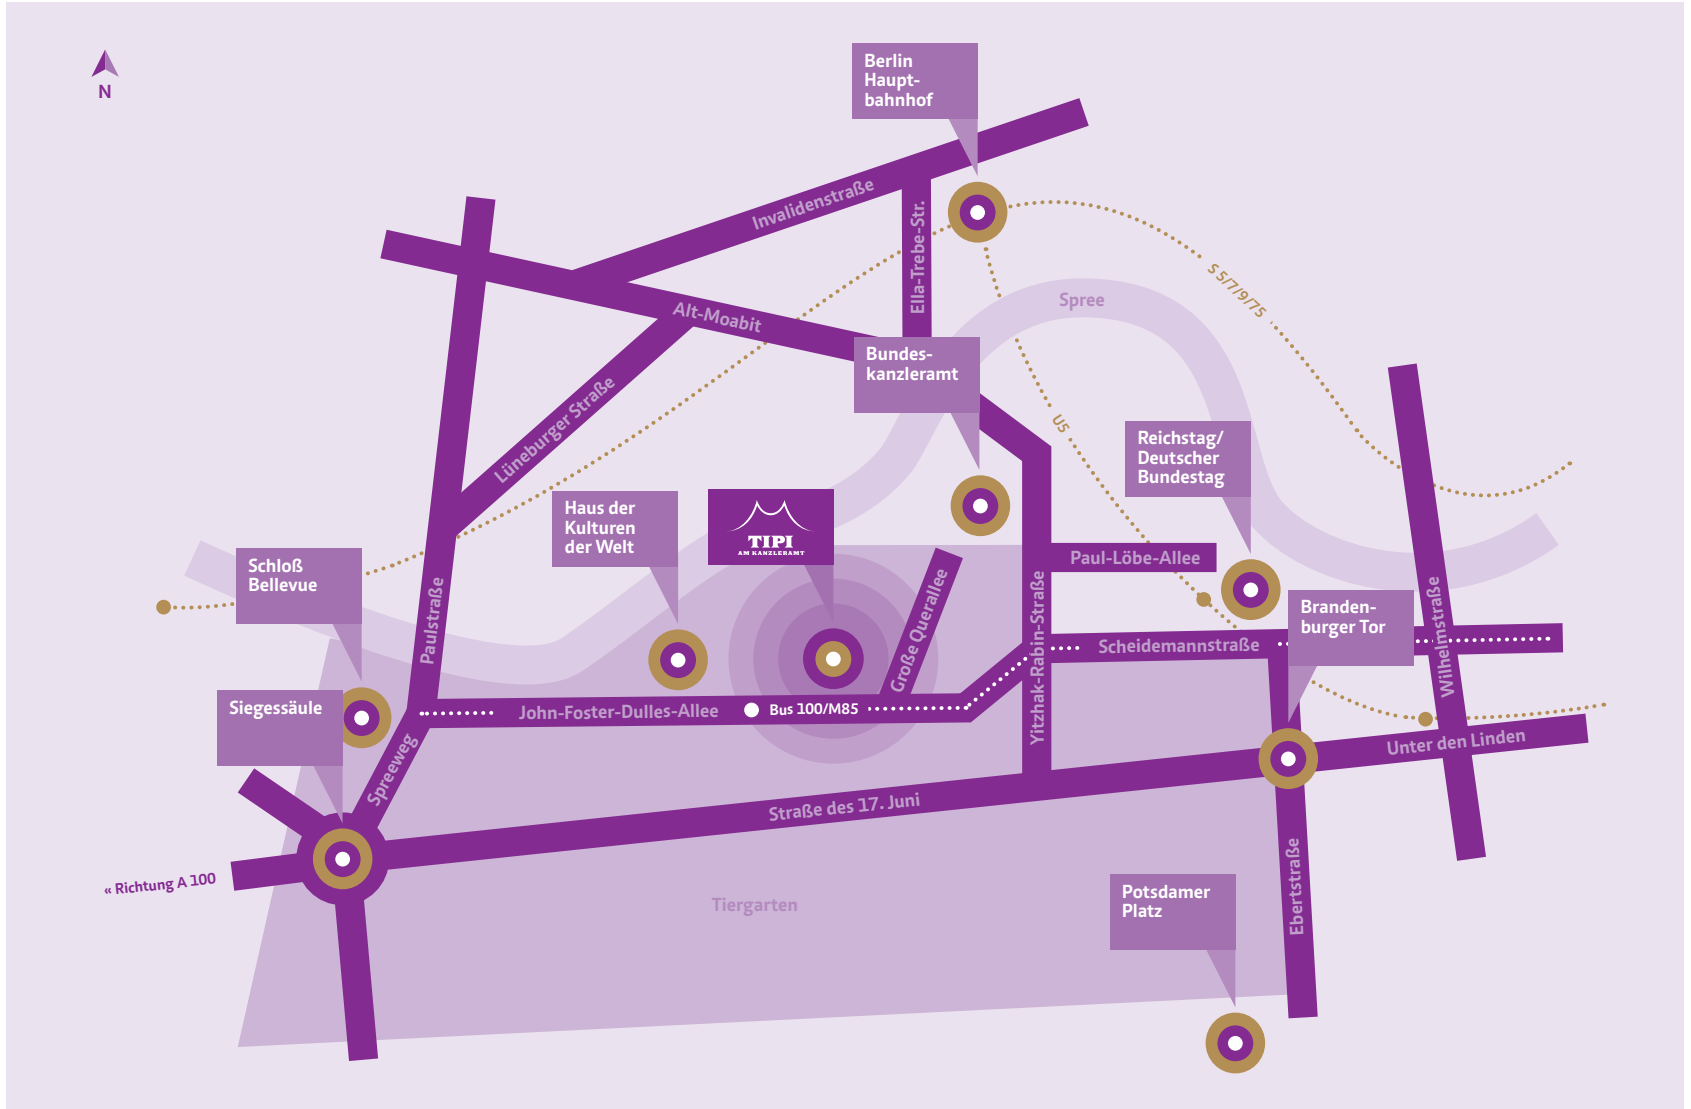 N
Berlin
Haupt-
bahnhof
Invalidenstraße
Ella-Trebe-Str.
S 5/7/9/75
Spree
Alt-Moabit
Bundes-
kanzleramt
Lüneburger Straße
U5
Reichstag/
Deutscher
Bundestag
Haus der
Kulturen
der Welt
TIPI
AM KANZLERAMT
Schloß
Bellevue
Paul-Löbe-Allee
Paulstraße
Große Querallee
Yitzhak-Rabin-Straße
Branden-
burger Tor
Wilhelmstraße
Scheidemannstraße
Siegessäule
John-Foster-Dulles-Allee
Bus 100/M85
Spreeweg
Unter den Linden
Straße des 17. Juni
« Richtung A 100
Tiergarten
Ebertstraße
Potsdamer
Platz